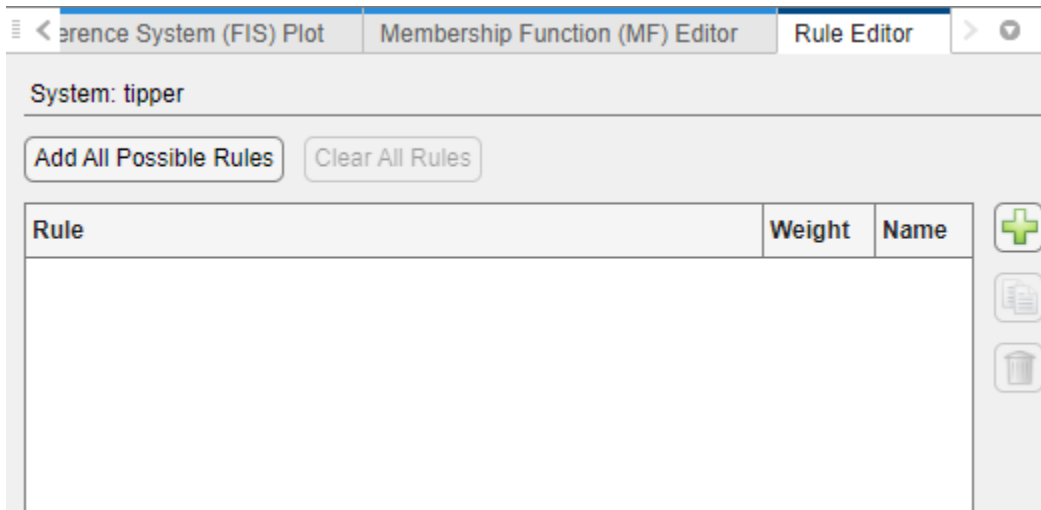 erence System (FIS) Plot Membership Function (MF) Editor Rule Editor
System: tipper
Add All Possible Rules Clear All Rules
Rule Weight Name